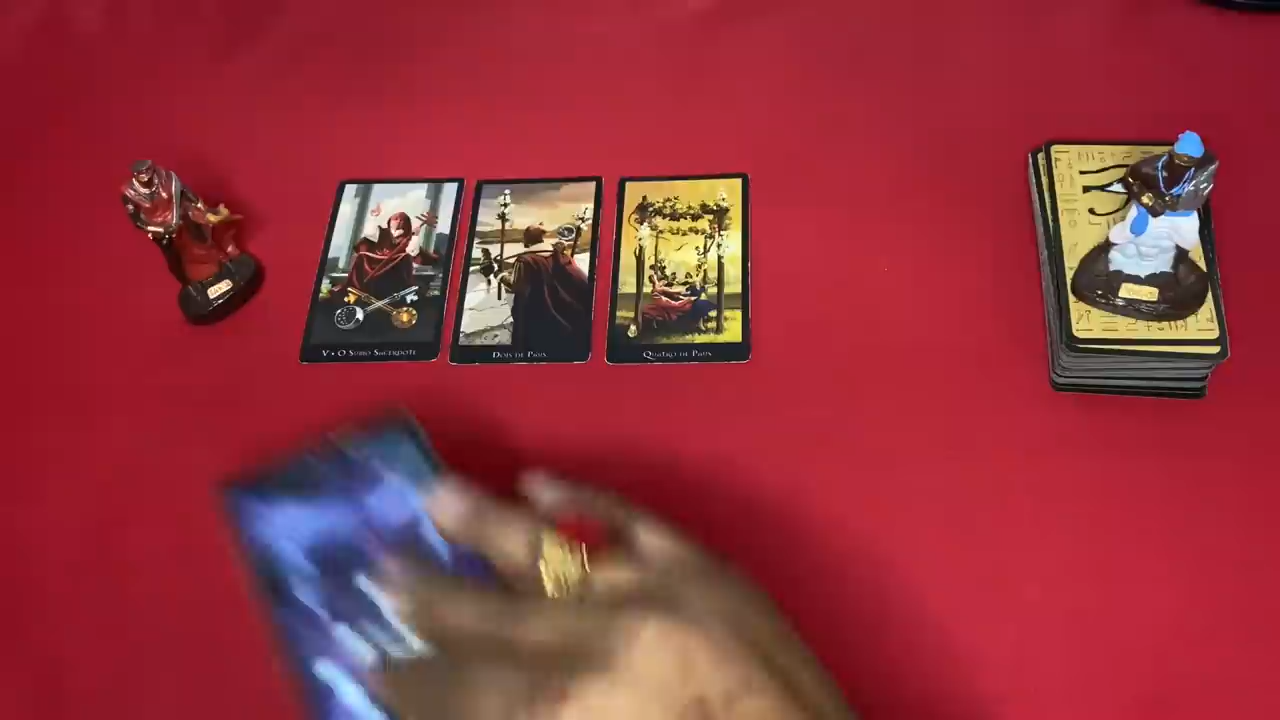 V • O Sumo Sacerdote
Dois de Paus
Quatro de Paus